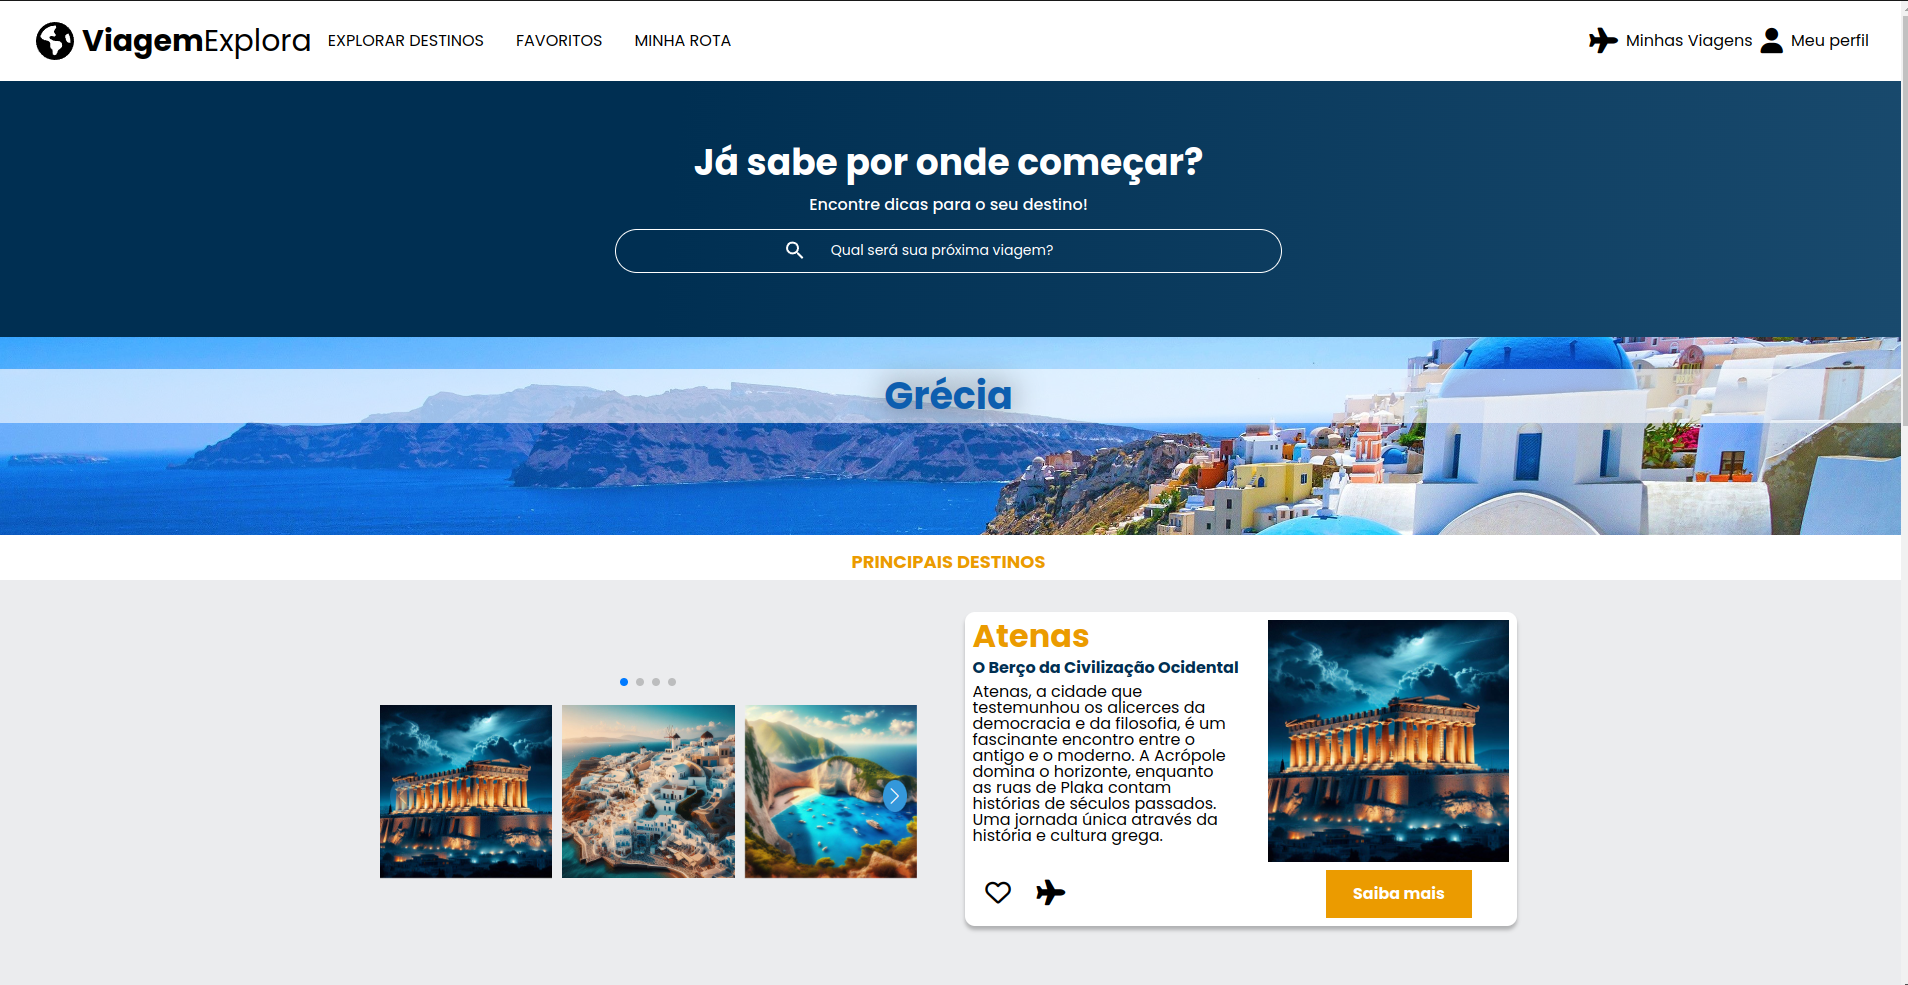 ViagemExplora EXPLORAR DESTINOS FAVORITOS MINHA ROTA Minhas Viagens Meu perfil
Já sabe por onde começar?
Encontre dicas para o seu destino!
Qual será sua próxima viagem?
Grécia
PRINCIPAIS DESTINOS
Atenas
O Berço da Civilização Ocidental
Atenas, a cidade que
testemunhou os alicerces da
democracia e da filosofia, é um
fascinante encontro entre o
antigo e o moderno. A Acrópole
domina o horizonte, enquanto
as ruas de Plaka contam
histórias de séculos passados.
Uma jornada única através da
história e cultura grega.
Saiba mais